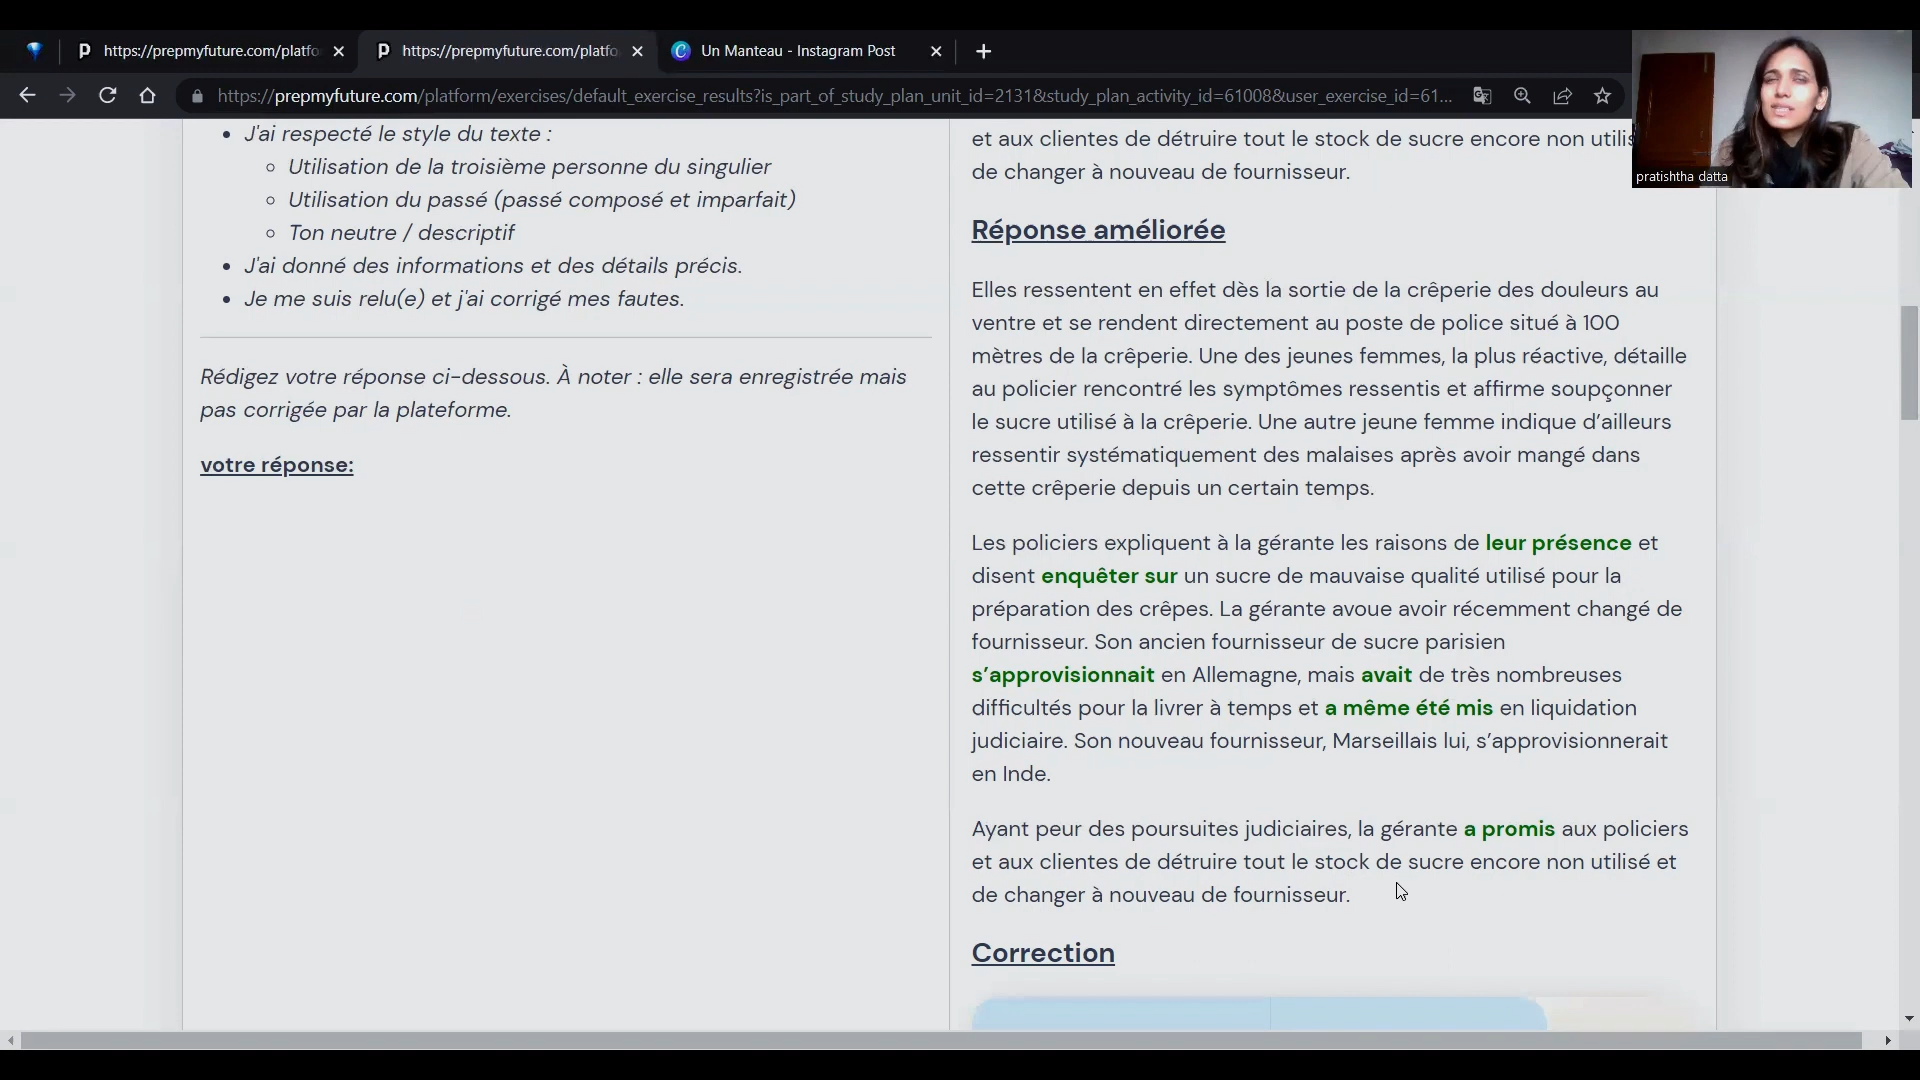 https://prepmyfuture.com/platfo
https://prepmyfuture.com/platfo
Un Manteau - Instagram Post
https://prepmyfuture.com/platform/exercises/default_exercise_results?is_part_of_study_plan_unit_id=2131&study_plan_activity_id=61008&user_exercise_id=61...
pratishtha datta
J'ai respecté le style du texte :
Utilisation de la troisième personne du singulier
Utilisation du passé (passé composé et imparfait)
Ton neutre / descriptif
J'ai donné des informations et des détails précis.
Je me suis relu(e) et j'ai corrigé mes fautes.
Rédigez votre réponse ci-dessous. À noter : elle sera enregistrée mais
pas corrigée par la plateforme.
votre réponse:
et aux clientes de détruire tout le stock de sucre encore non utilis
de changer à nouveau de fournisseur.
Réponse améliorée
Elles ressentent en effet dès la sortie de la crêperie des douleurs au
ventre et se rendent directement au poste de police situé à 100
mètres de la crêperie. Une des jeunes femmes, la plus réactive, détaille
au policier rencontré les symptômes ressentis et affirme soupçonner
le sucre utilisé à la crêperie. Une autre jeune femme indique d'ailleurs
ressentir systématiquement des malaises après avoir mangé dans
cette crêperie depuis un certain temps.
Les policiers expliquent à la gérante les raisons de leur présence et
disent enquêter sur un sucre de mauvaise qualité utilisé pour la
préparation des crêpes. La gérante avoue avoir récemment changé de
fournisseur. Son ancien fournisseur de sucre parisien
s'approvisionnait en Allemagne, mais avait de très nombreuses
difficultés pour la livrer à temps et a même été mis en liquidation
judiciaire. Son nouveau fournisseur, Marseillais lui, s'approvisionnerait
en Inde.
Ayant peur des poursuites judiciaires, la gérante a promis aux policiers
et aux clientes de détruire tout le stock de sucre encore non utilisé et
de changer à nouveau de fournisseur.
Correction